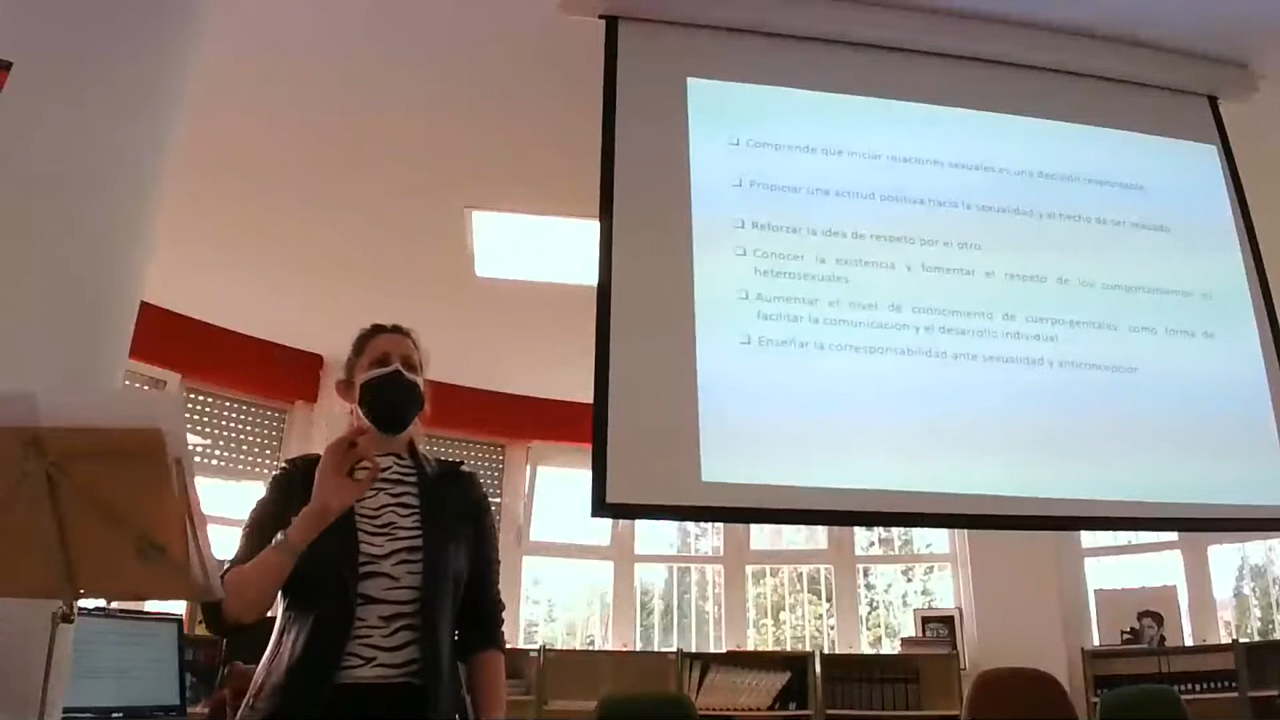 ❑ Comprende que iniciar relaciones sexuales es una decisión responsable.
❑ Propiciar una actitud positiva hacia la sexualidad y al hecho de ser sexuado.
❑ Reforzar la idea de respeto por el otro.
❑ Conocer la existencia y fomentar el respeto de los comportamientos no
heterosexuales.
❑ Aumentar el nivel de conocimiento de cuerpo-genitales, como forma de
facilitar la comunicación y el desarrollo individual.
❑ Enseñar la corresponsabilidad ante sexualidad y anticoncepción.